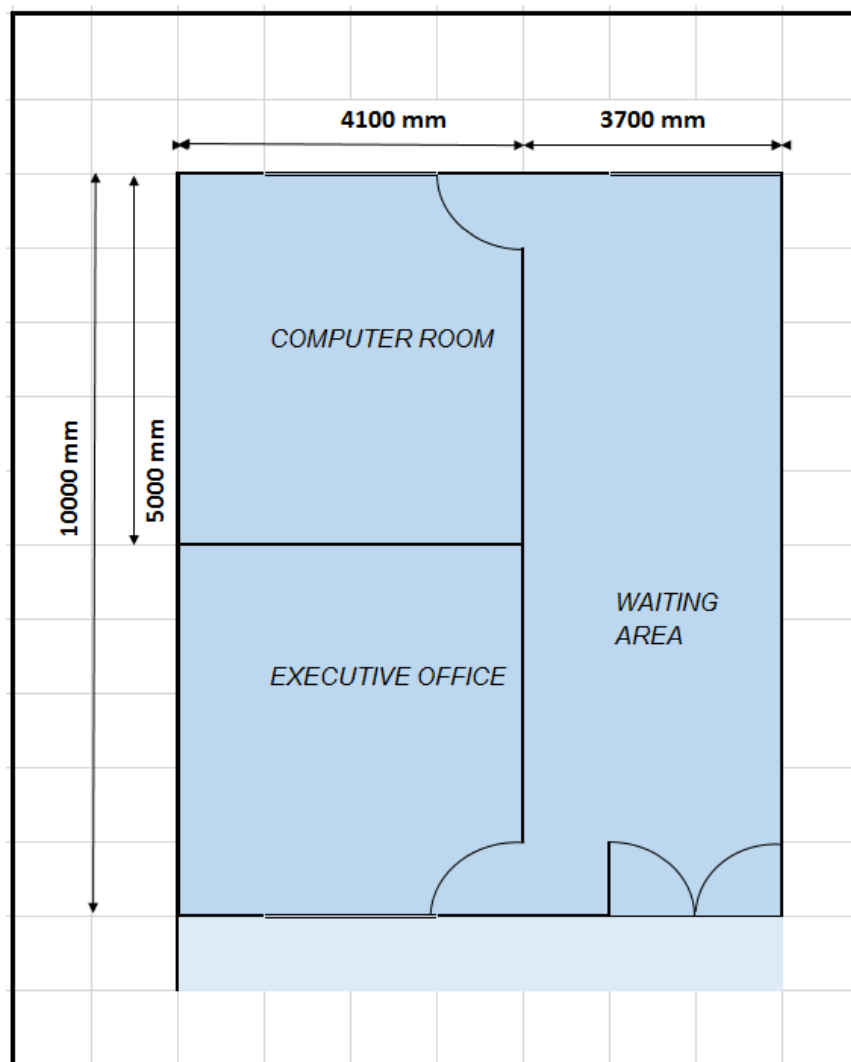 4100 mm
3700 mm
10000 mm
5000 mm
COMPUTER ROOM
WAITING
AREA
EXECUTIVE OFFICE